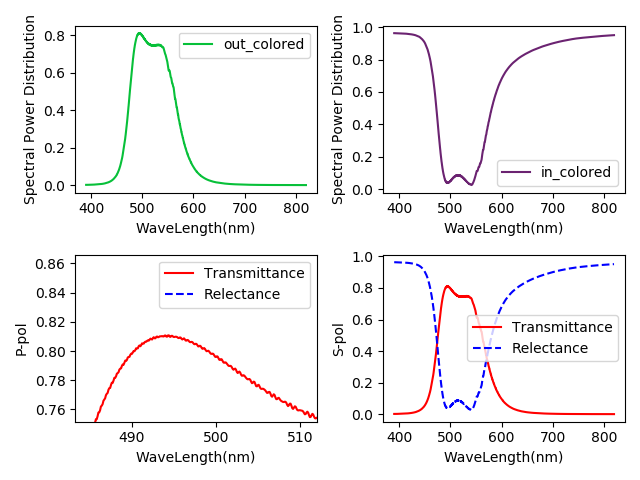 Spectral Power Distribution
0.8
0.6
0.4
0.2
0.0
out_colored
400 500 600 700 800
WaveLength(nm)
Spectral Power Distribution
1.0
0.8
0.6
0.4
0.2
0.0
in_colored
400 500 600 700 800
WaveLength(nm)
P-pol
0.86
0.84
0.82
0.80
0.78
0.76
Transmittance
Relectance
490 500 510
WaveLength(nm)
S-pol
1.0
0.8
0.6
0.4
0.2
0.0
Transmittance
Relectance
400 500 600 700 800
WaveLength(nm)